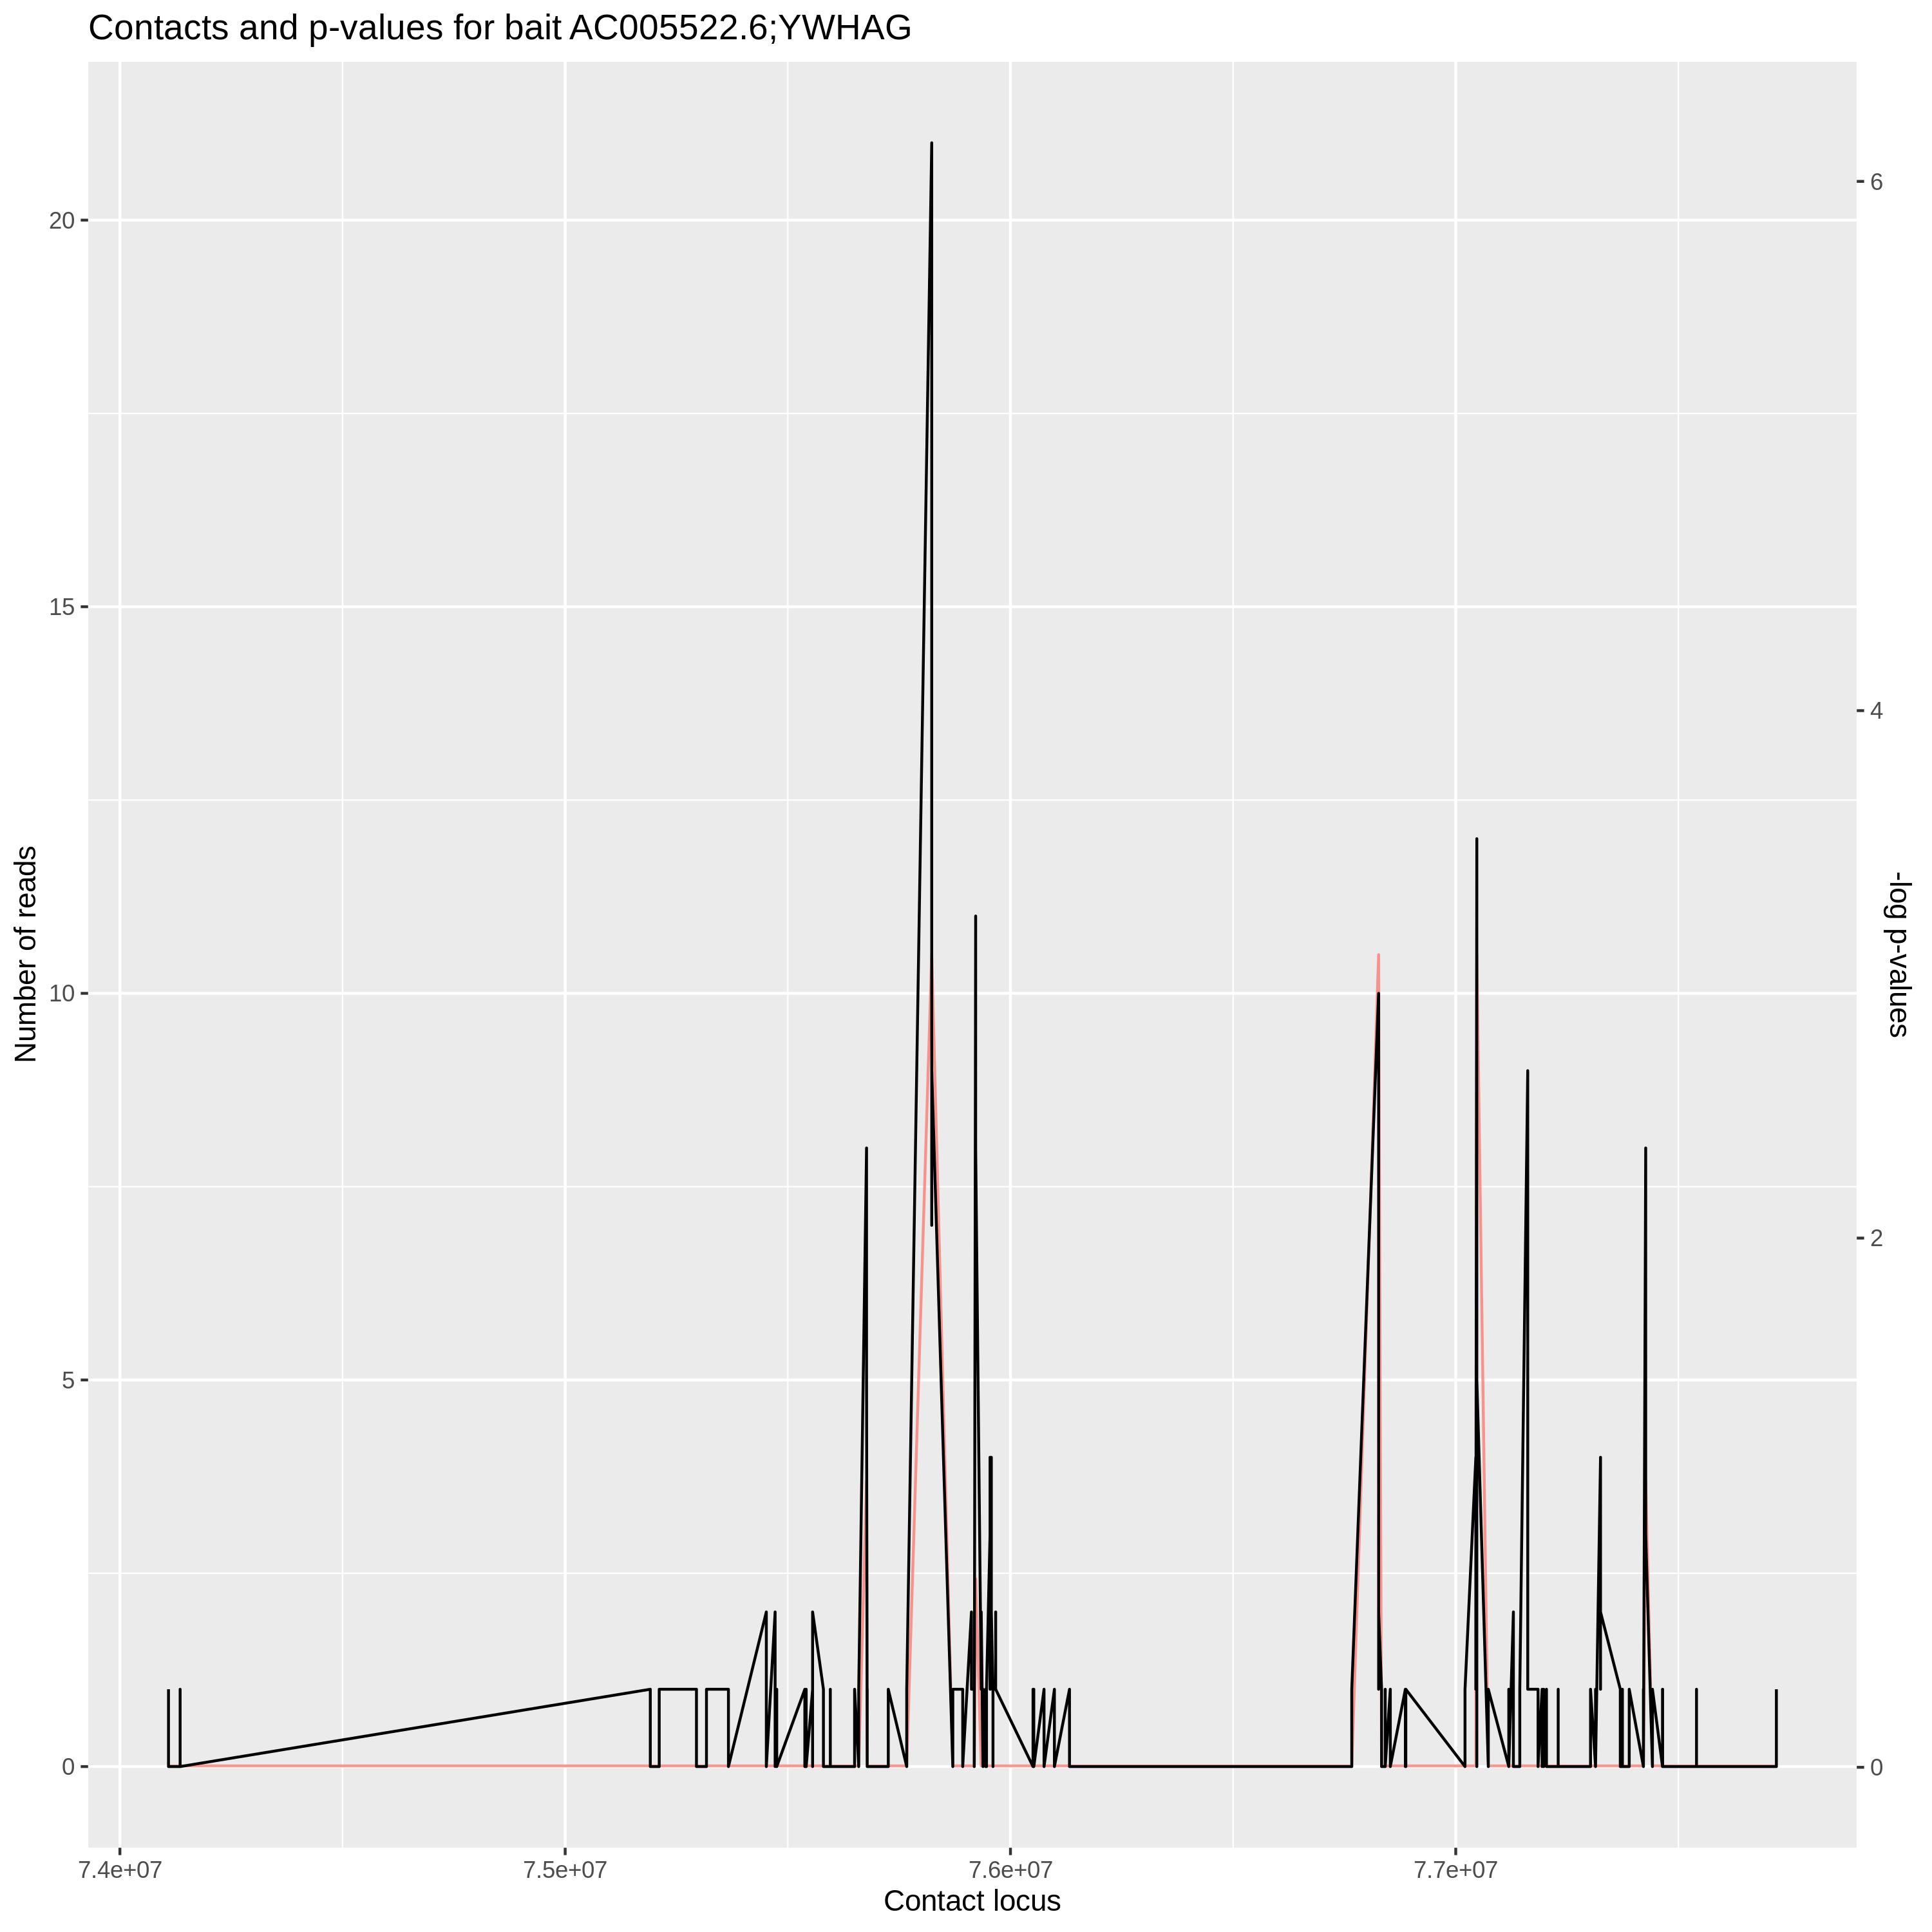 Contacts and p-values for bait AC005522.6;YWHAG
Number of reads
20
15
10
5
0
6
4
2
0
-log p-values
7.4e+07 7.5e+07 7.6e+07 7.7e+07
Contact locus